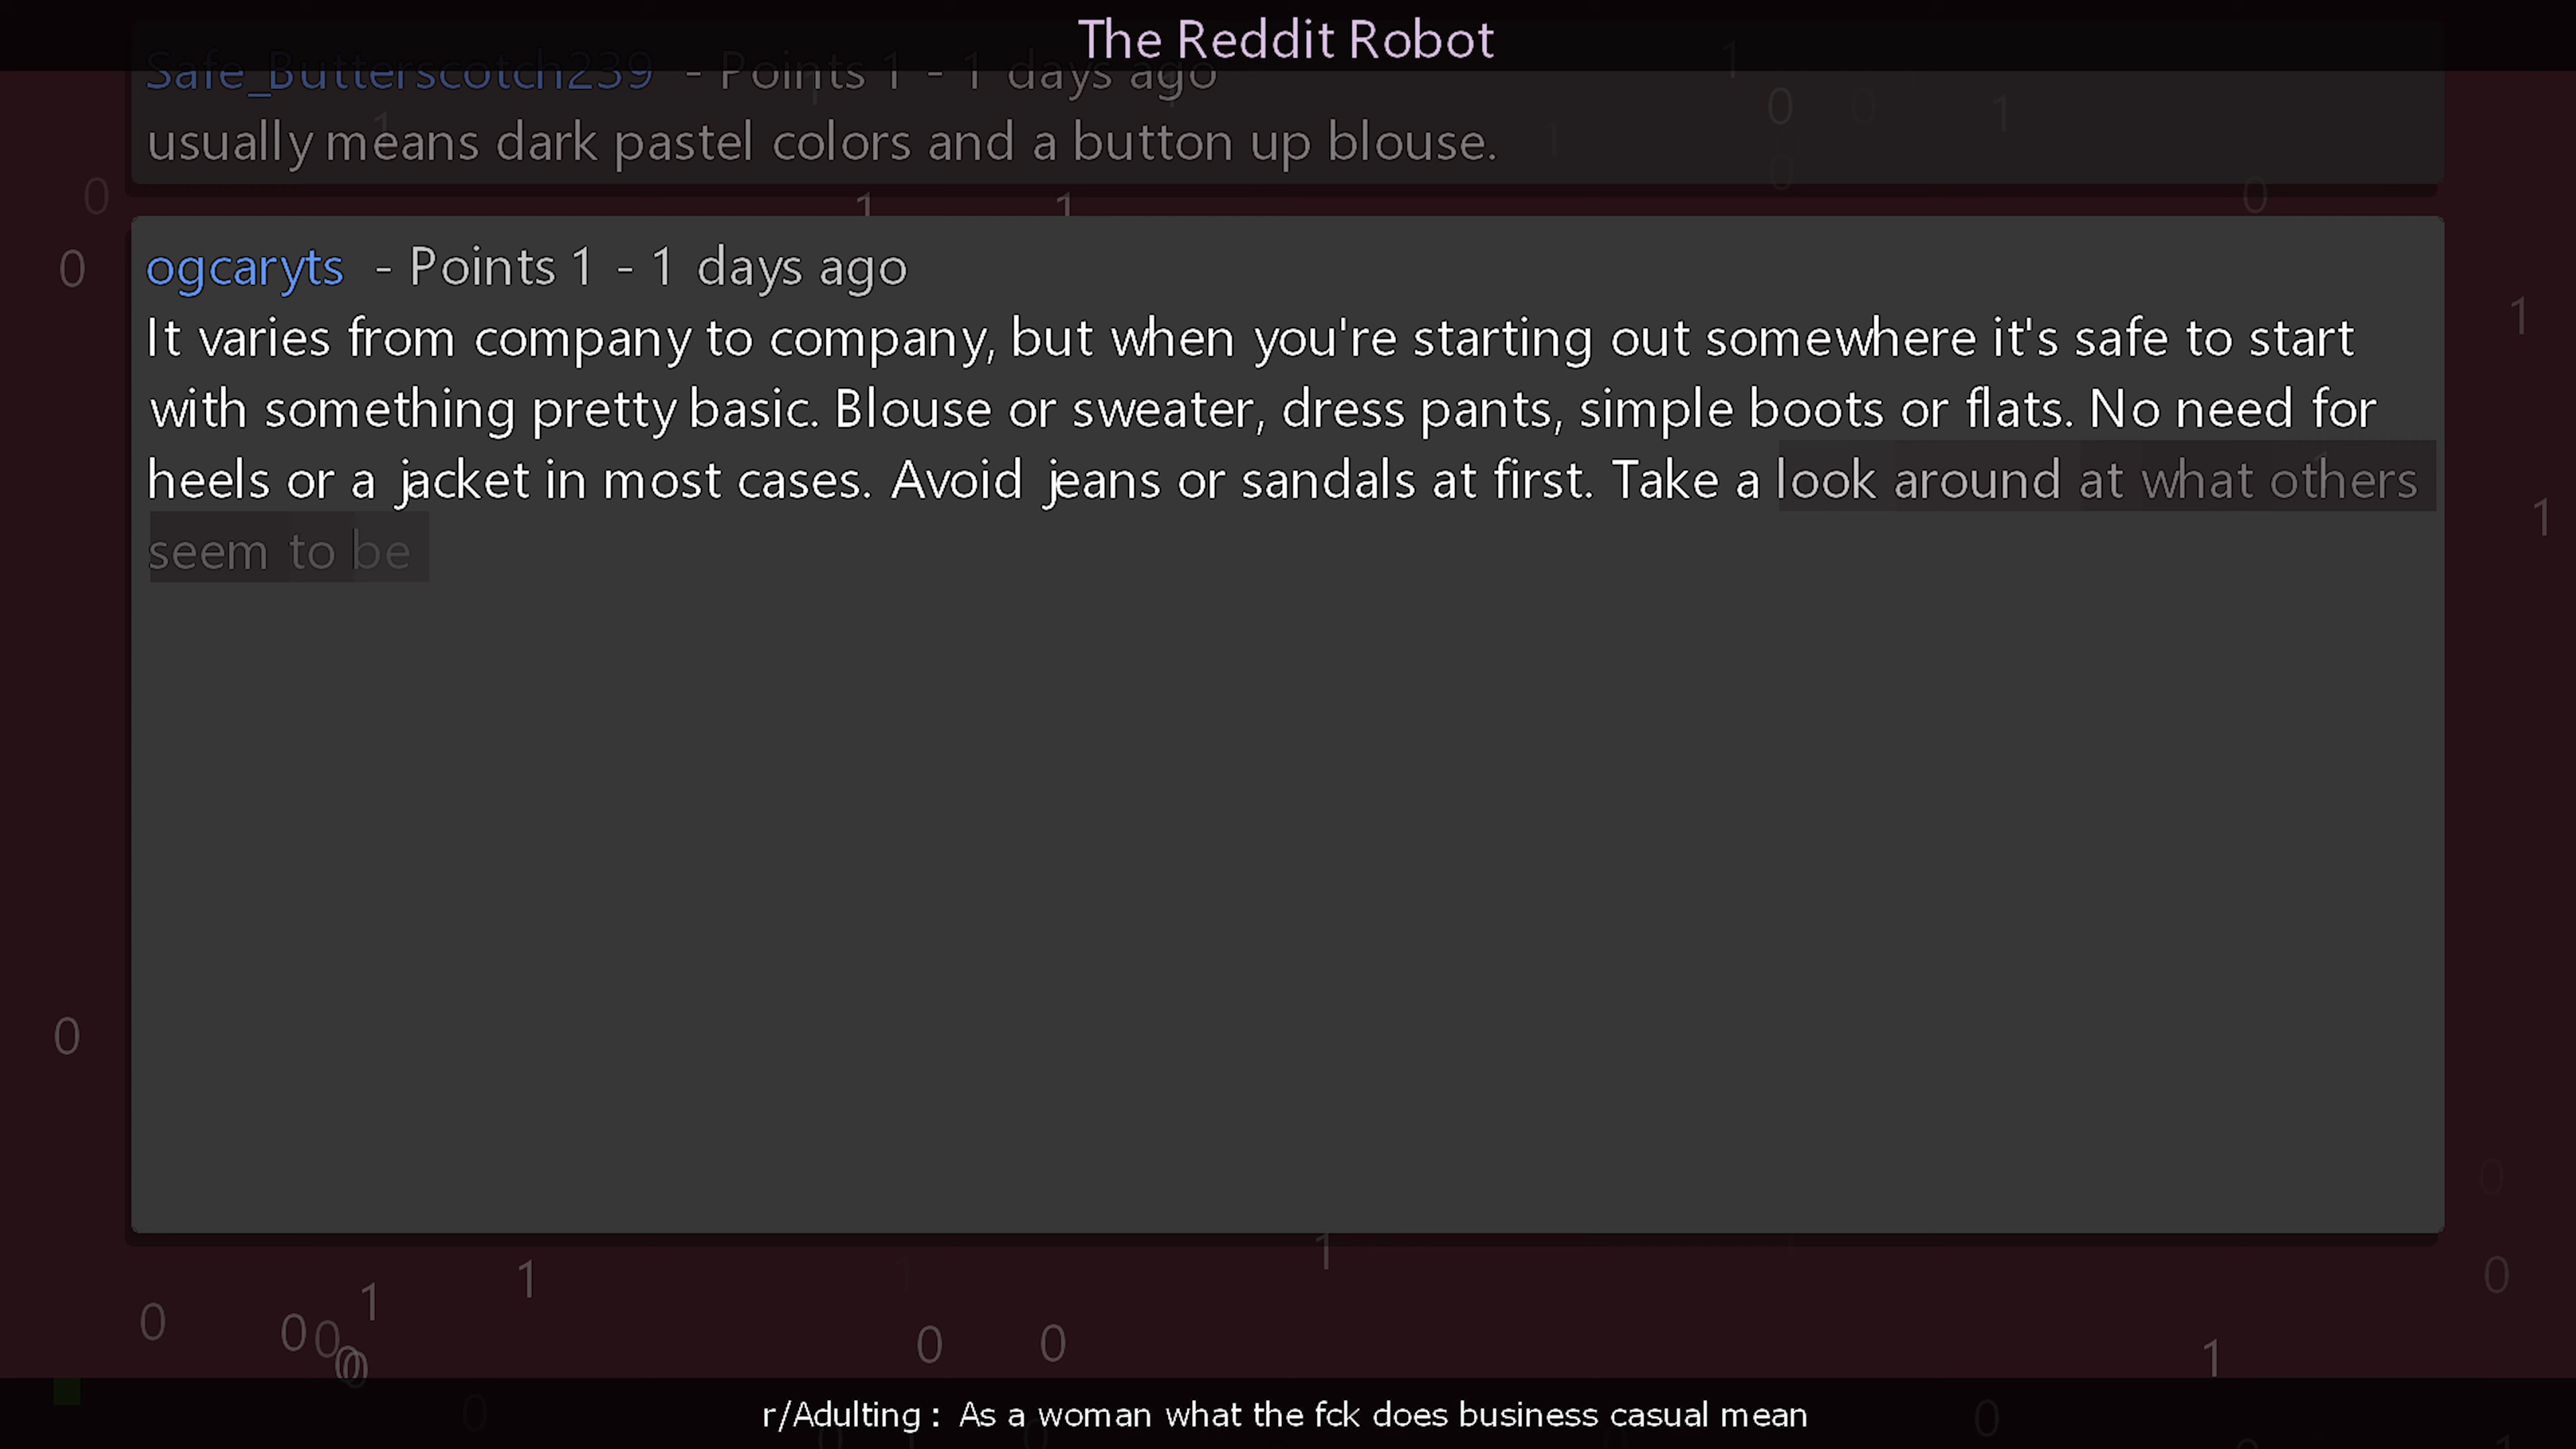 The Reddit Robot
Safe_Butterscotch239 - Points 1 - 1 days ago
usually means dark pastel colors and a button up blouse.
ogcaryts - Points 1 - 1 days ago
It varies from company to company, but when you're starting out somewhere it's safe to start
with something pretty basic. Blouse or sweater, dress pants, simple boots or flats. No need for
heels or a jacket in most cases. Avoid jeans or sandals at first. Take a look around at what others
seem to be
r/Adulting : As a woman what the fck does business casual mean